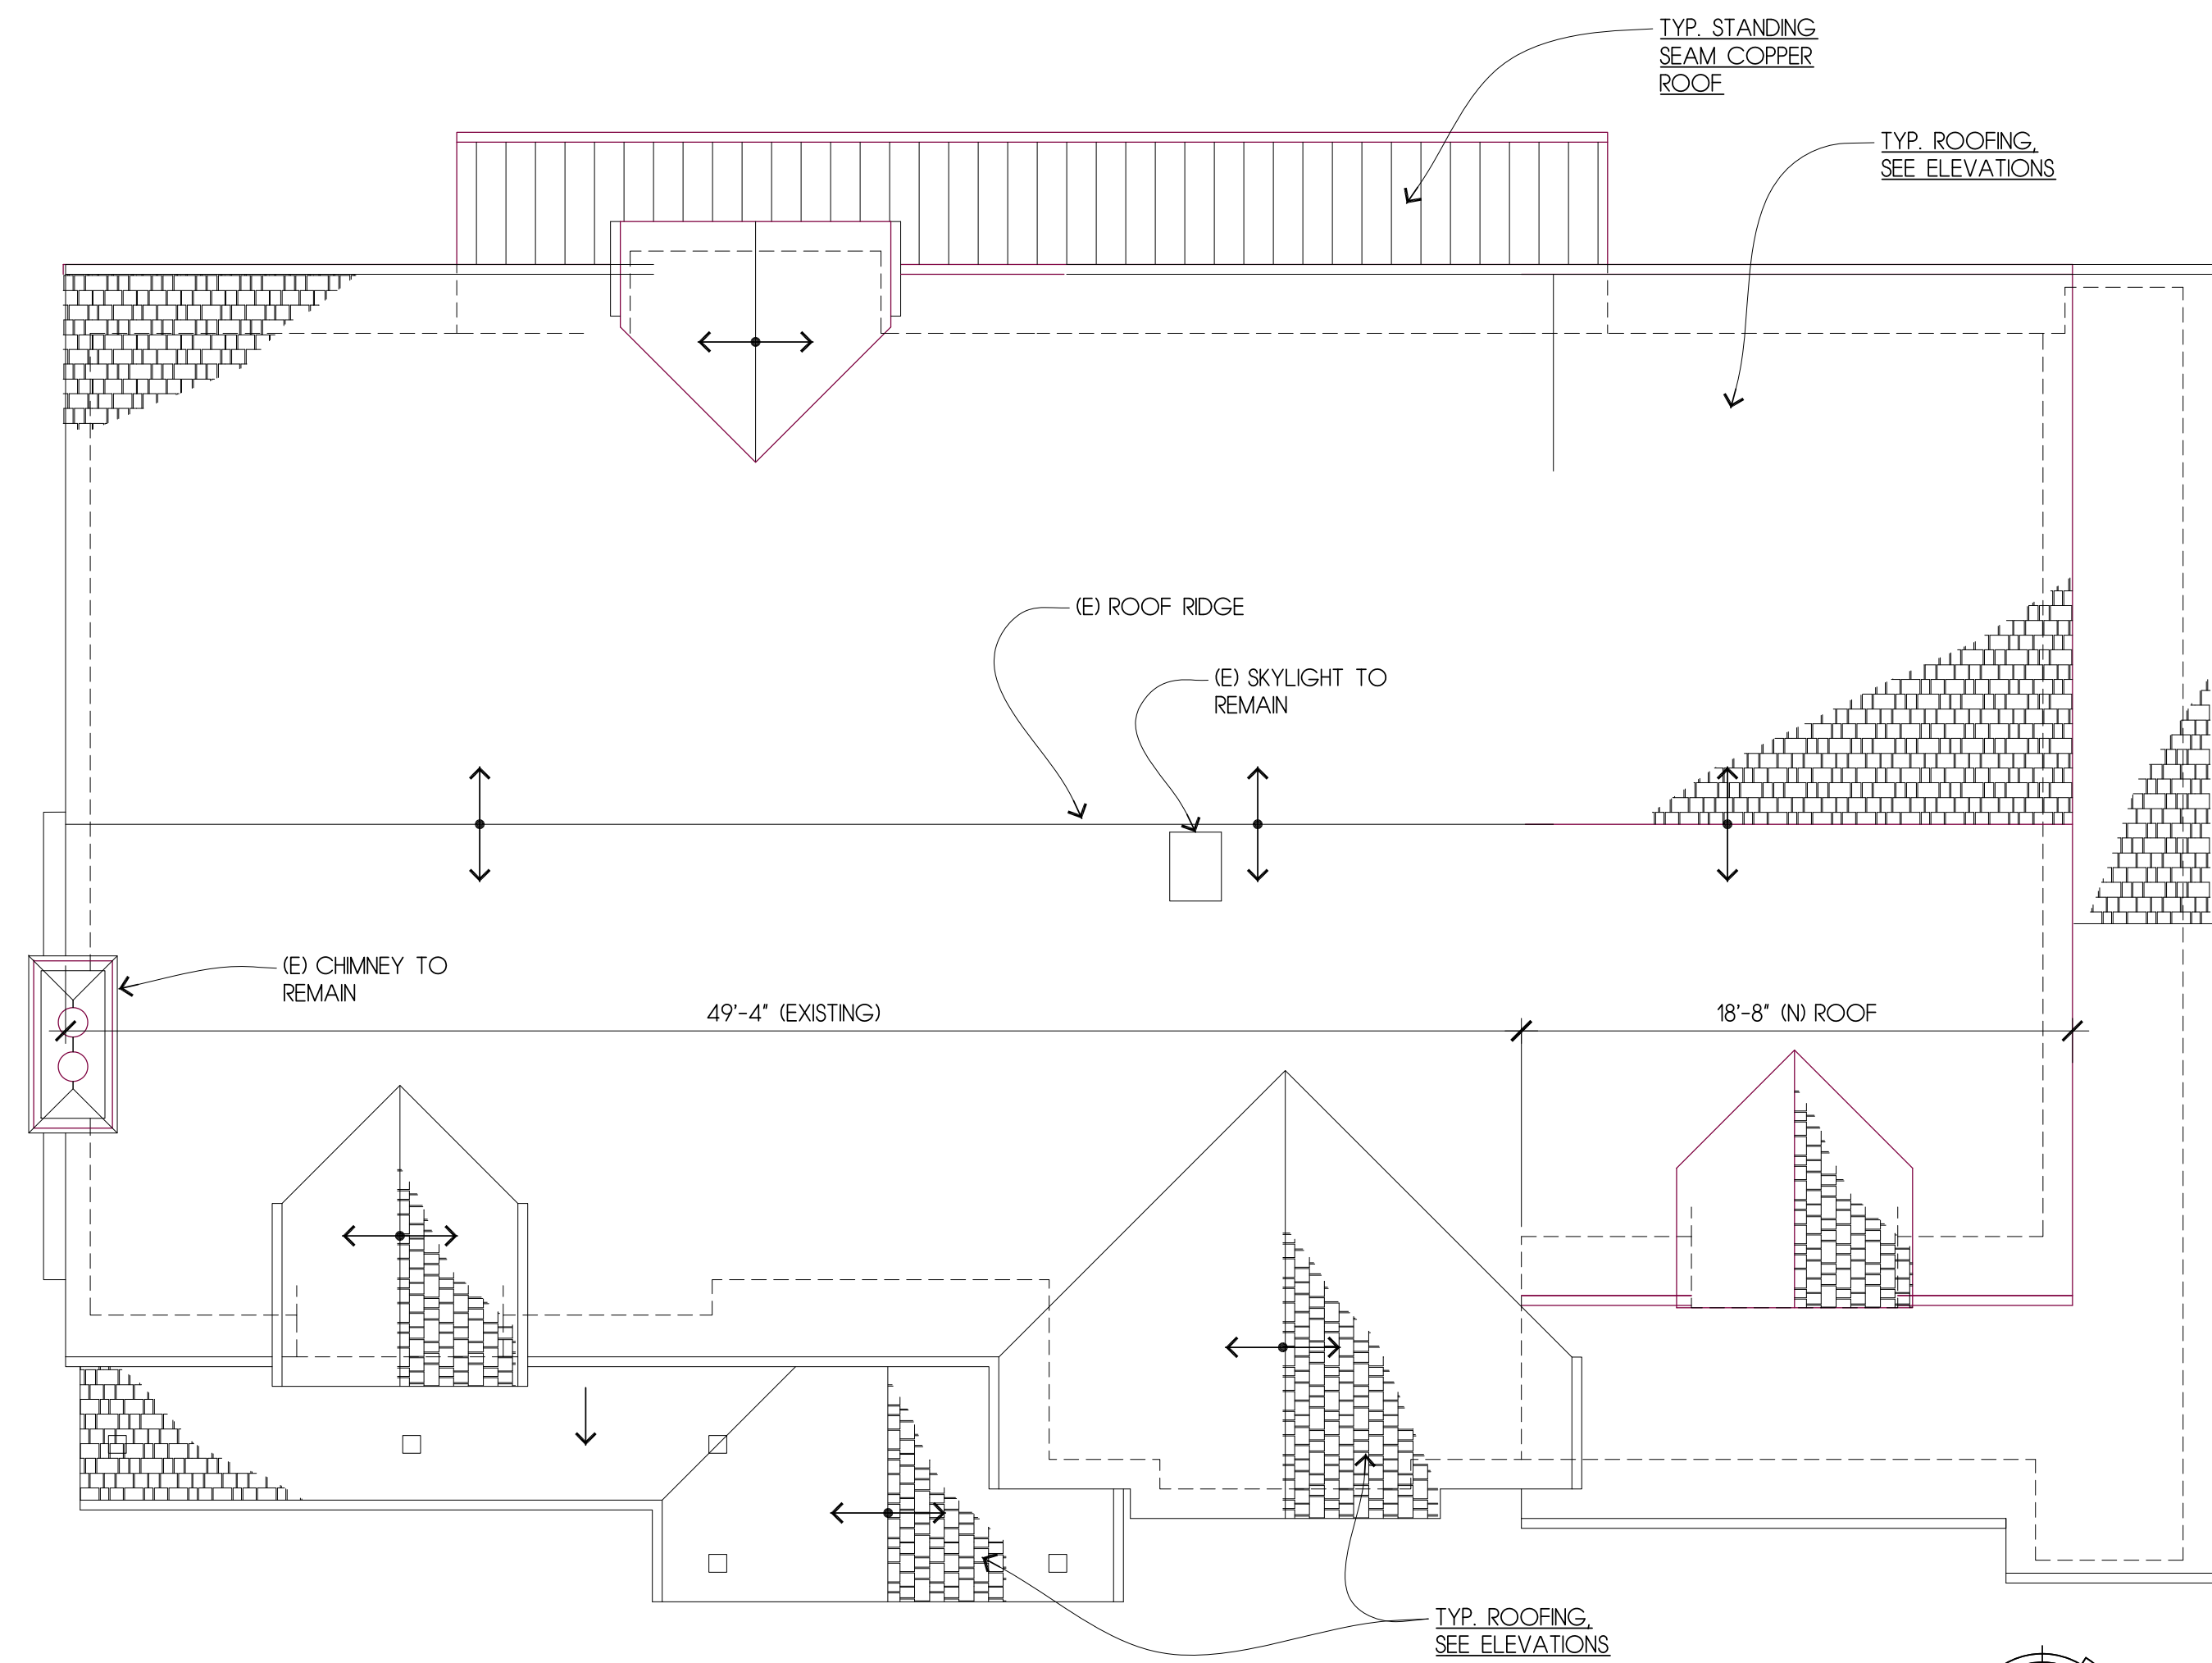 TYP. STANDING
SEAM COPPER
ROOF
TYP. ROOFING,
SEE ELEVATIONS
(E) ROOF RIDGE
(E) SKYLIGHT TO
REMAIN
(E) CHIMNEY TO
REMAIN
49'-4" (EXISTING)
18'-8" (N) ROOF
TYP. ROOFING,
SEE ELEVATIONS